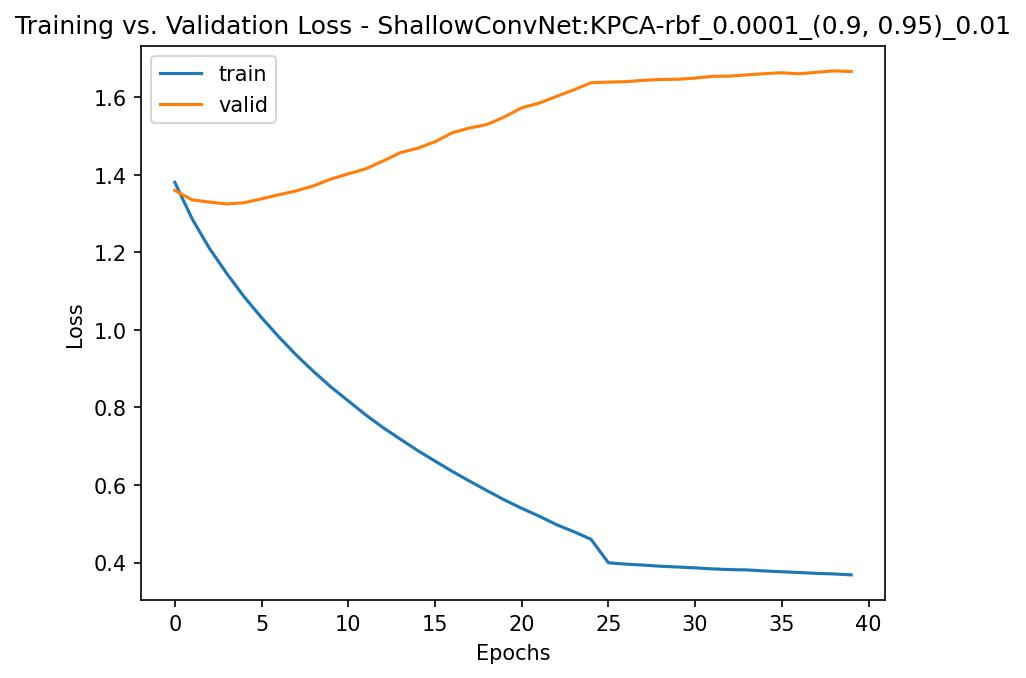 Training vs. Validation Loss - ShallowConvNet:KPCA-rbf_0.0001_(0.9, 0.95)_0.01
train
valid
1.6
1.4
1.2
1.0
0.8
0.6
0.4
Loss
0 5 10 15 20 25 30 35 40
Epochs